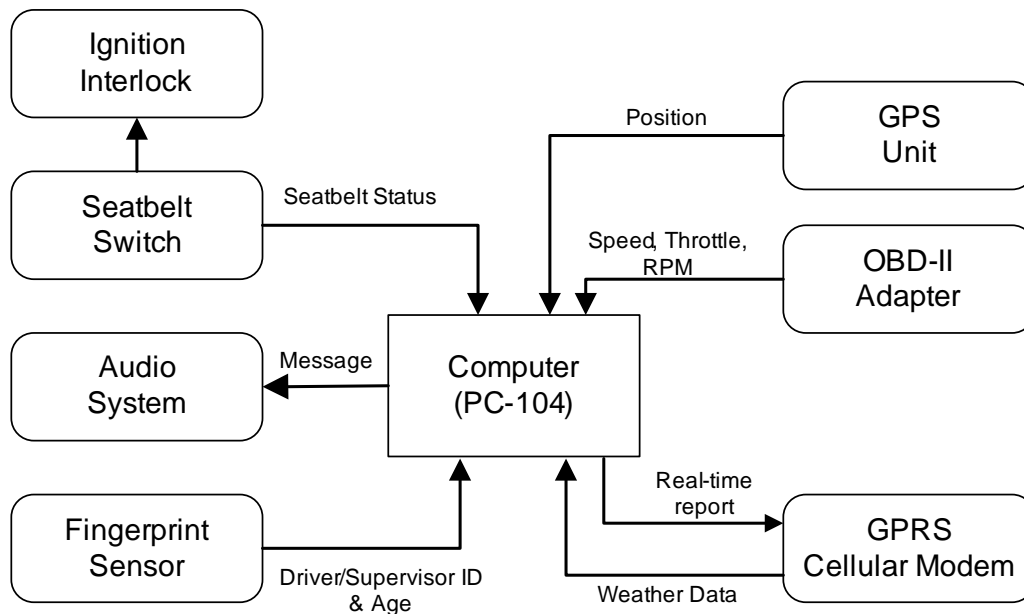 Ignition
Interlock
Position
GPS
Unit
Seatbelt
Switch
Seatbelt Status
Speed, Throttle,
RPM
OBD-II
Adapter
Audio
System
Message
Computer
(PC-104)
Real-time
report
Fingerprint
Sensor
Driver/Supervisor ID
& Age
GPRS
Cellular Modem
Weather Data